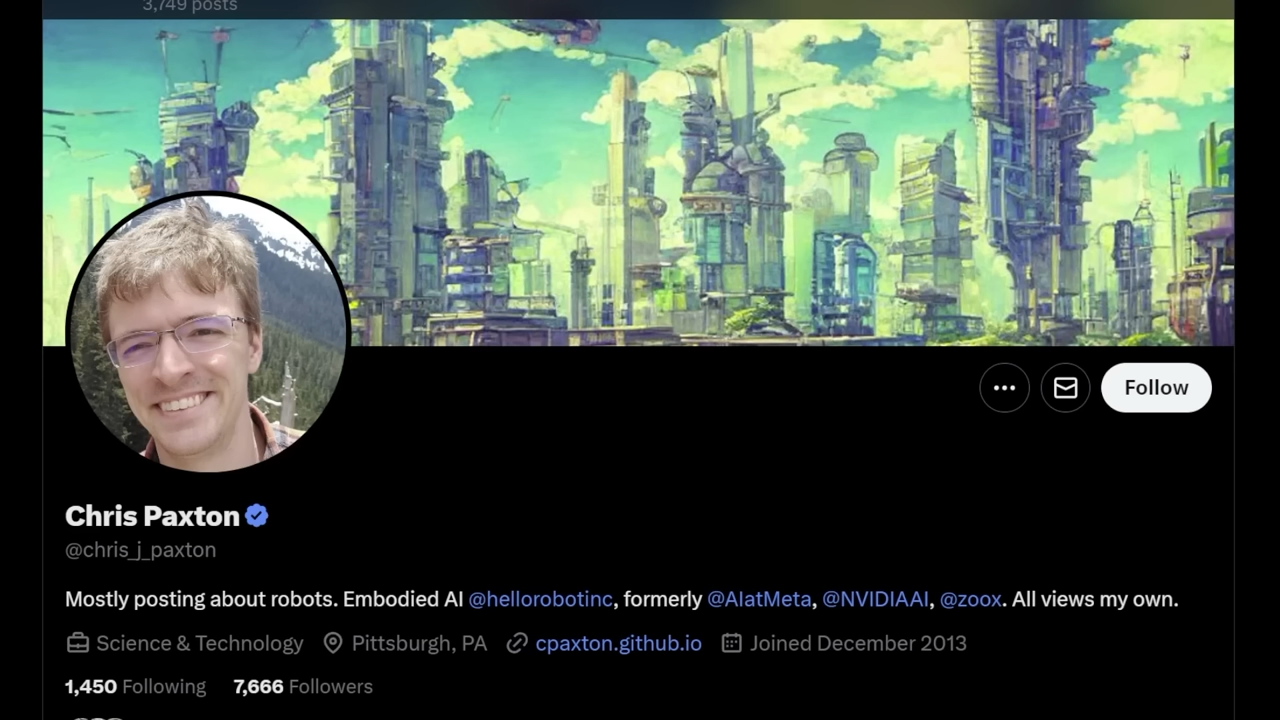 3,749 posts
Follow
Chris Paxton
@chris_j_paxton
Mostly posting about robots. Embodied AI @hellorobotinc, formerly @AIatMeta, @NVIDIAAI, @zoox. All views my own.
Science & Technology Pittsburgh, PA cpaxton.github.io Joined December 2013
1,450 Following 7,666 Followers